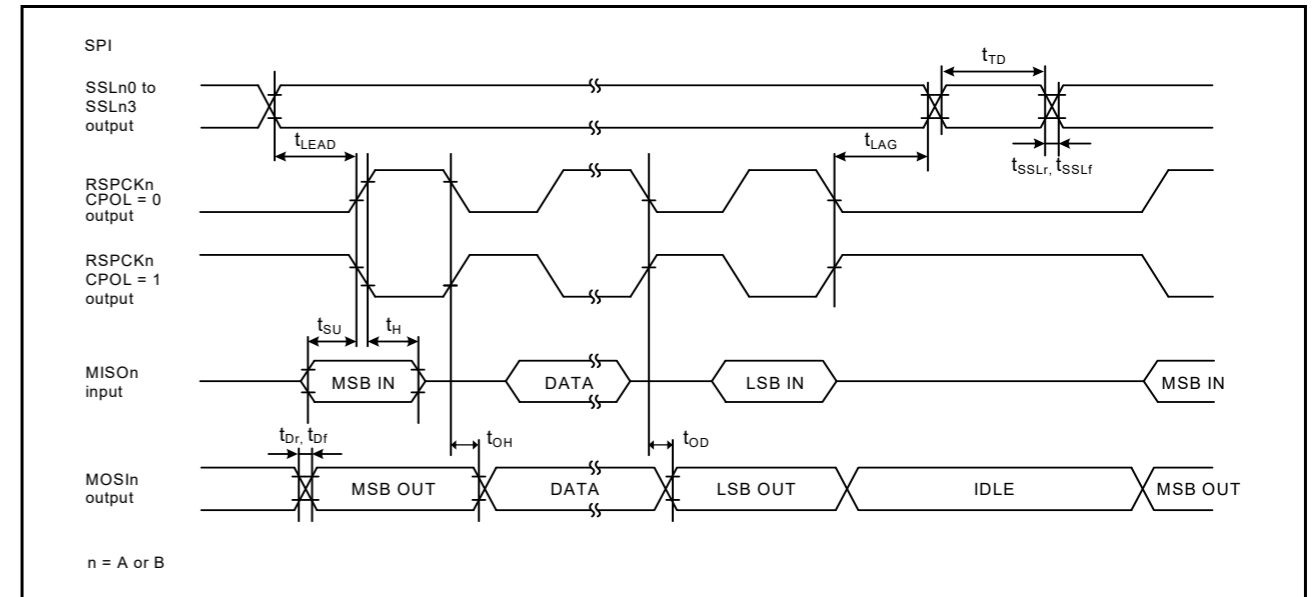 SPI
SSLn0 to
SSLn3
output
tTD
tLEAD
tLAG
tSSLr, tSSLf
RSPCKn
CPOL = 0
output
RSPCKn
CPOL = 1
output
tSU
tH
MISOn
input
MSB IN
DATA
LSB IN
MSB IN
tDr, tDf
tOH
tOD
MOSIn
output
MSB OUT
DATA
LSB OUT
IDLE
MSB OUT
n = A or B